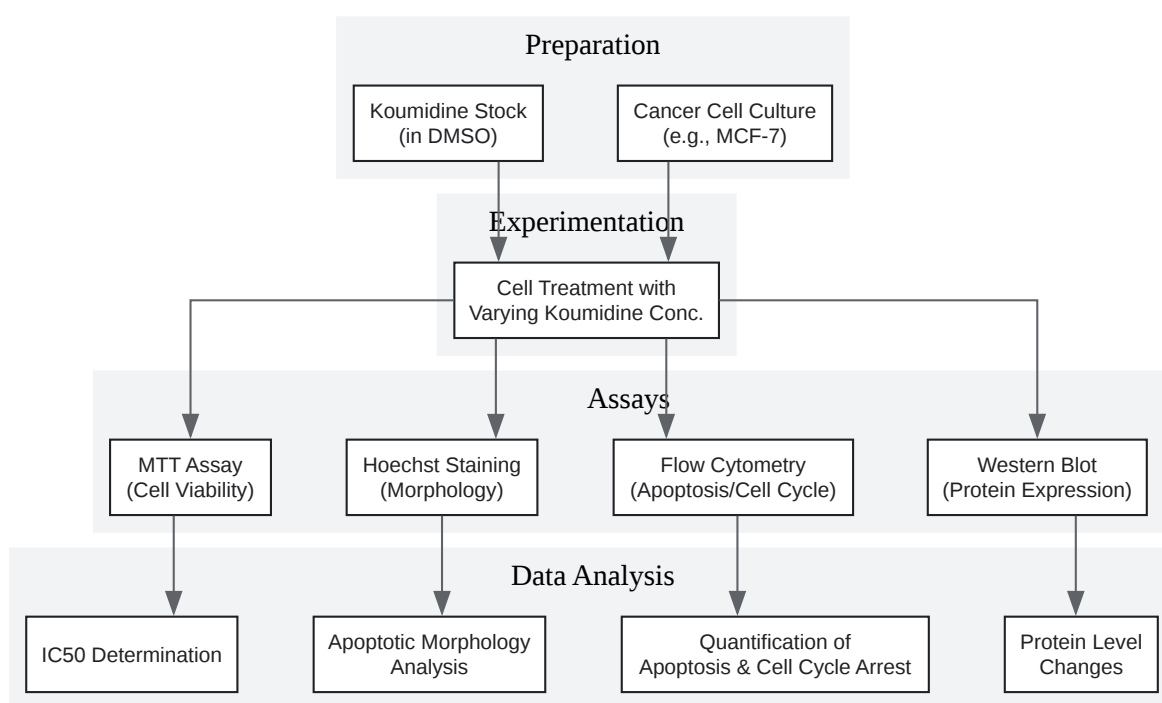 Preparation
Koumidine Stock
(in DMSO)
Cancer Cell Culture
(e.g., MCF-7)
Experimentation
Cell Treatment with
Varying Koumidine Conc.
Assays
MTT Assay
(Cell Viability)
Hoechst Staining
(Morphology)
Flow Cytometry
(Apoptosis/Cell Cycle)
Western Blot
(Protein Expression)
Data Analysis
IC50 Determination
Apoptotic Morphology
Analysis
Quantification of
Apoptosis & Cell Cycle Arrest
Protein Level
Changes